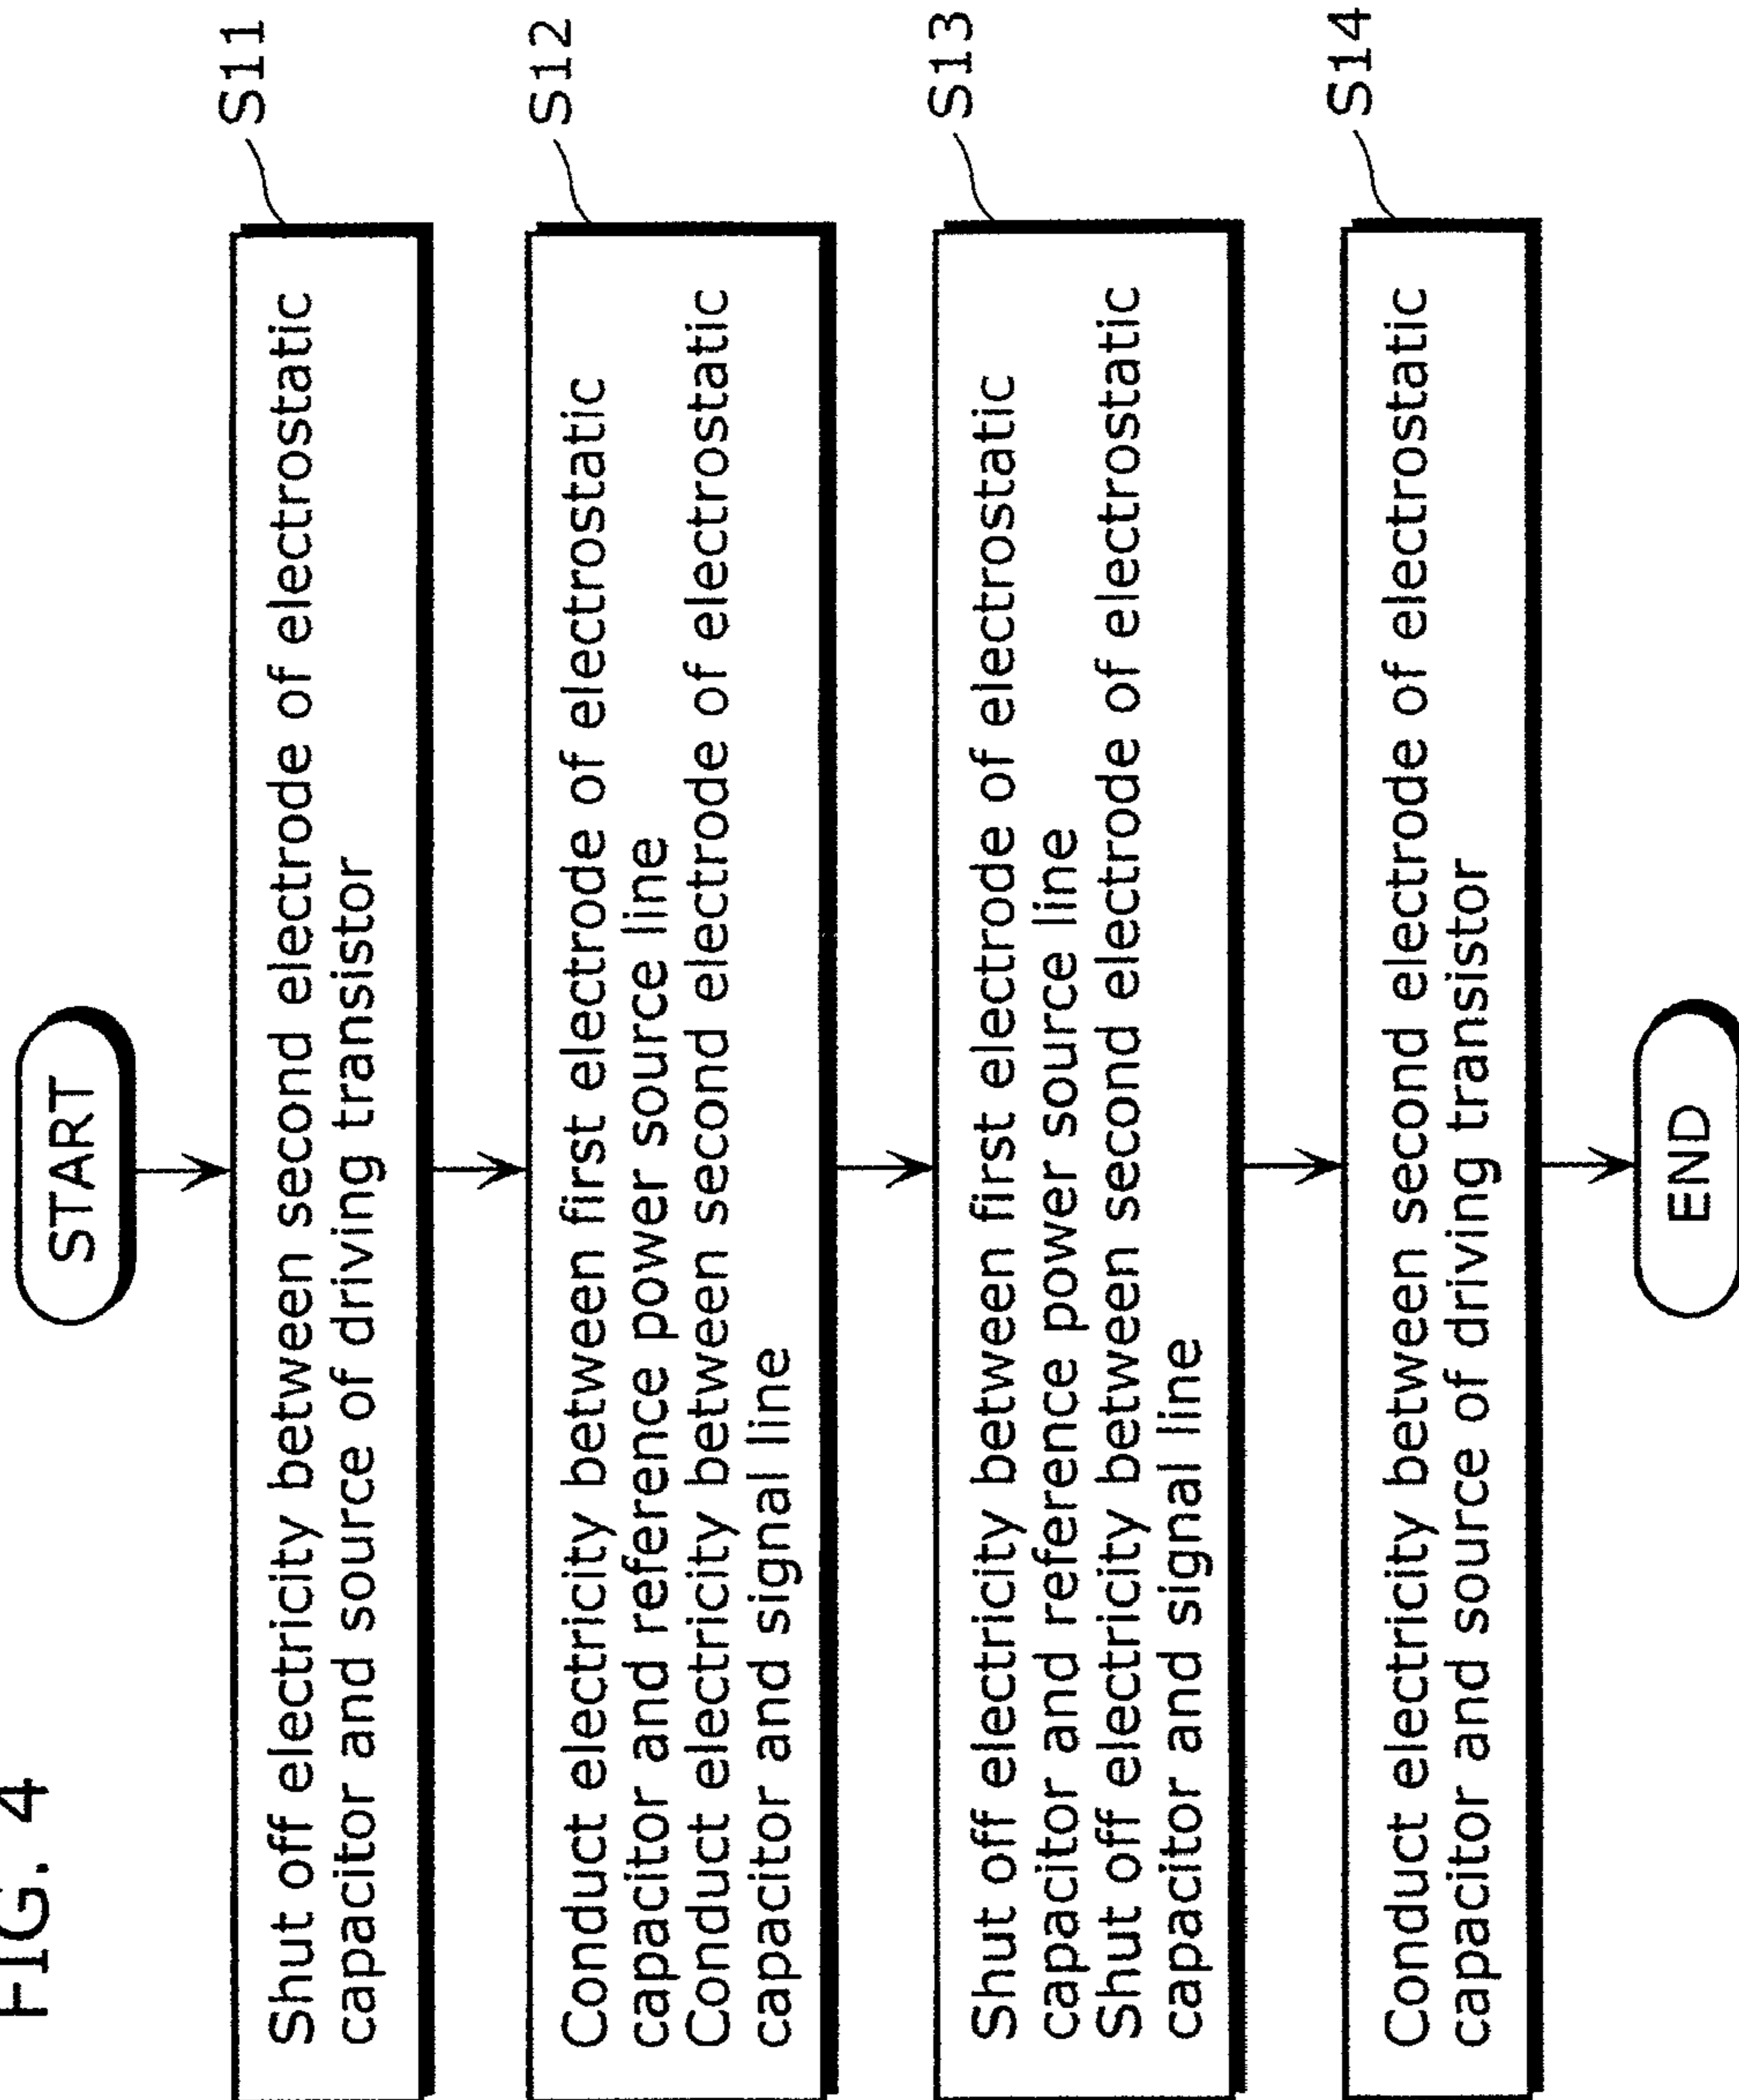 FIG. 4
START
S11
Shut off electricity between second electrode of electrostatic
capacitor and source of driving transistor
S12
Conduct electricity between first electrode of electrostatic
capacitor and reference power source line
Conduct electricity between second electrode of electrostatic
capacitor and signal line
S13
Shut off electricity between first electrode of electrostatic
capacitor and reference power source line
Shut off electricity between second electrode of electrostatic
capacitor and signal line
S14
Conduct electricity between second electrode of electrostatic
capacitor and source of driving transistor
END